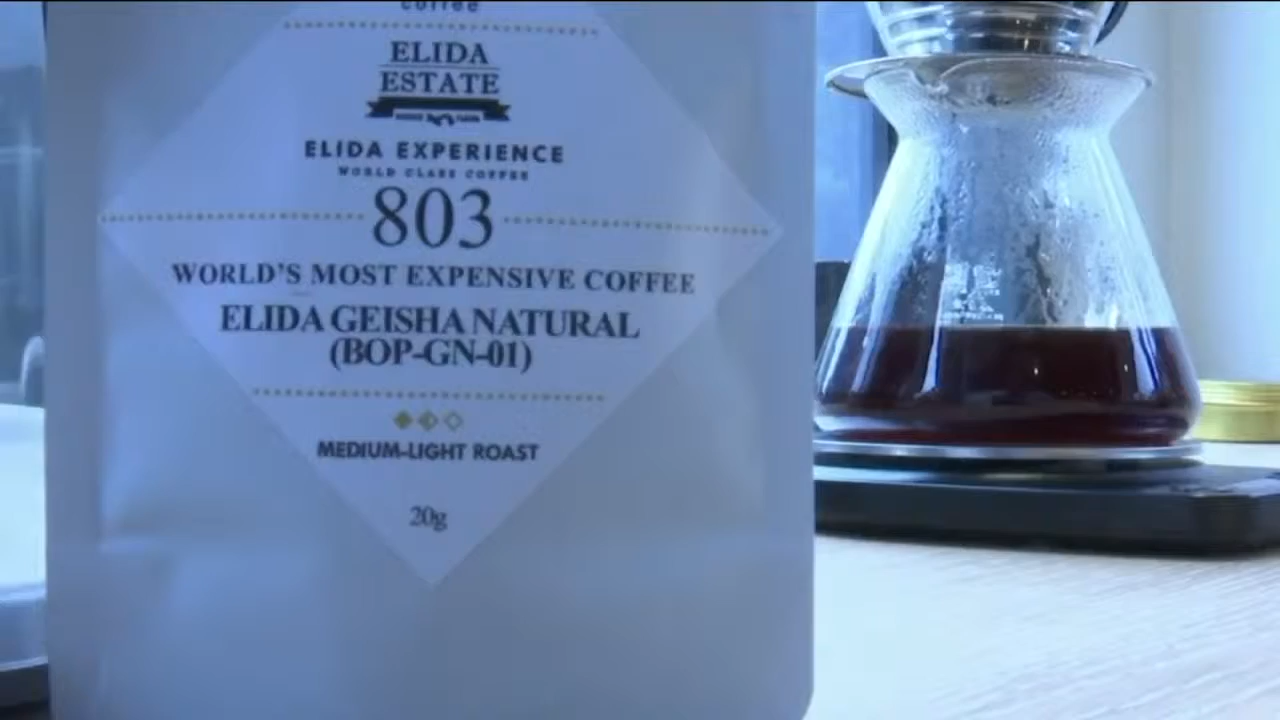 coffee
ELIDA
ESTATE
ELIDA EXPERIENCE
WORLD CLASS COFFEE
803
WORLD'S MOST EXPENSIVE COFFEE
ELIDA GEISHA NATURAL
(BOP-GN-01)
MEDIUM-LIGHT ROAST
20g